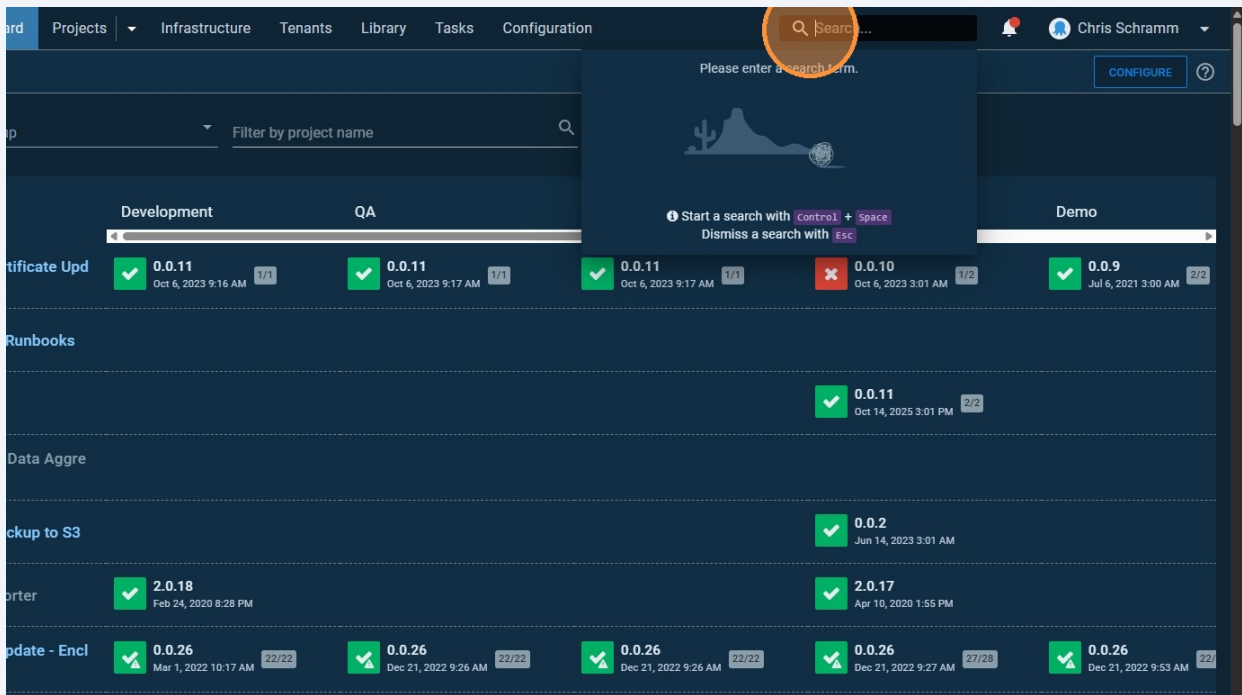 ard Projects Infrastructure Tenants Library Tasks Configuration Search... Chris Schramm
Please enter a search term.
CONFIGURE
up Filter by project name
Start a search with Control + Space
Dismiss a search with Esc
Development QA Demo
rtificate Upd 0.0.11 1/1 0.0.11 1/1 0.0.11 1/1 0.0.10 1/2 0.0.9 2/2
Oct 6, 2023 9:16 AM Oct 6, 2023 9:17 AM Oct 6, 2023 9:17 AM Oct 6, 2023 3:01 AM Jul 6, 2021 3:00 AM
Runbooks
0.0.11 2/2
Oct 14, 2025 3:01 PM
Data Aggre
ckup to S3 0.0.2
Jun 14, 2023 3:01 AM
orter 2.0.18 2.0.17
Feb 24, 2020 8:28 PM Apr 10, 2020 1:55 PM
pdate - Encl 0.0.26 22/22 0.0.26 22/22 0.0.26 22/22 0.0.26 27/28 0.0.26 22/
Mar 1, 2022 10:17 AM Dec 21, 2022 9:26 AM Dec 21, 2022 9:26 AM Dec 21, 2022 9:27 AM Dec 21, 2022 9:53 AM